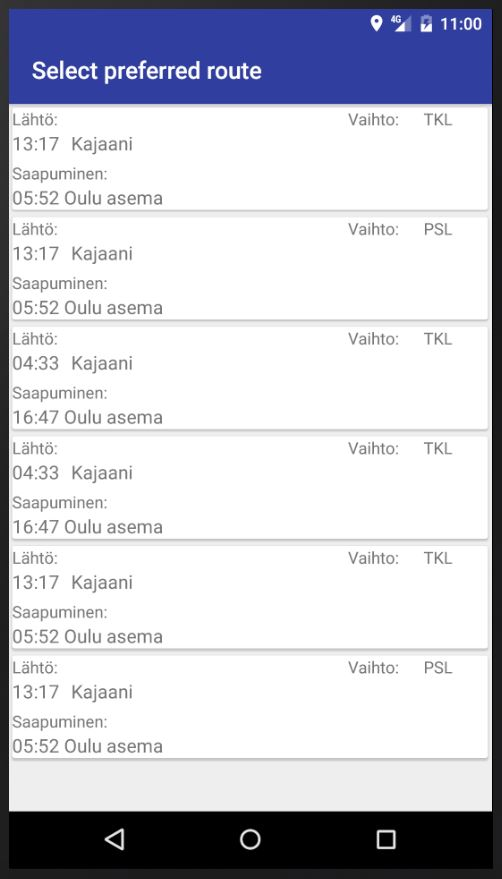 4G 11:00
Select preferred route
Lähtö: Vaihto: TKL
13:17 Kajaani
Saapuminen:
05:52 Oulu asema
Lähtö: Vaihto: PSL
13:17 Kajaani
Saapuminen:
05:52 Oulu asema
Lähtö: Vaihto: TKL
04:33 Kajaani
Saapuminen:
16:47 Oulu asema
Lähtö: Vaihto: TKL
04:33 Kajaani
Saapuminen:
16:47 Oulu asema
Lähtö: Vaihto: TKL
13:17 Kajaani
Saapuminen:
05:52 Oulu asema
Lähtö: Vaihto: PSL
13:17 Kajaani
Saapuminen:
05:52 Oulu asema